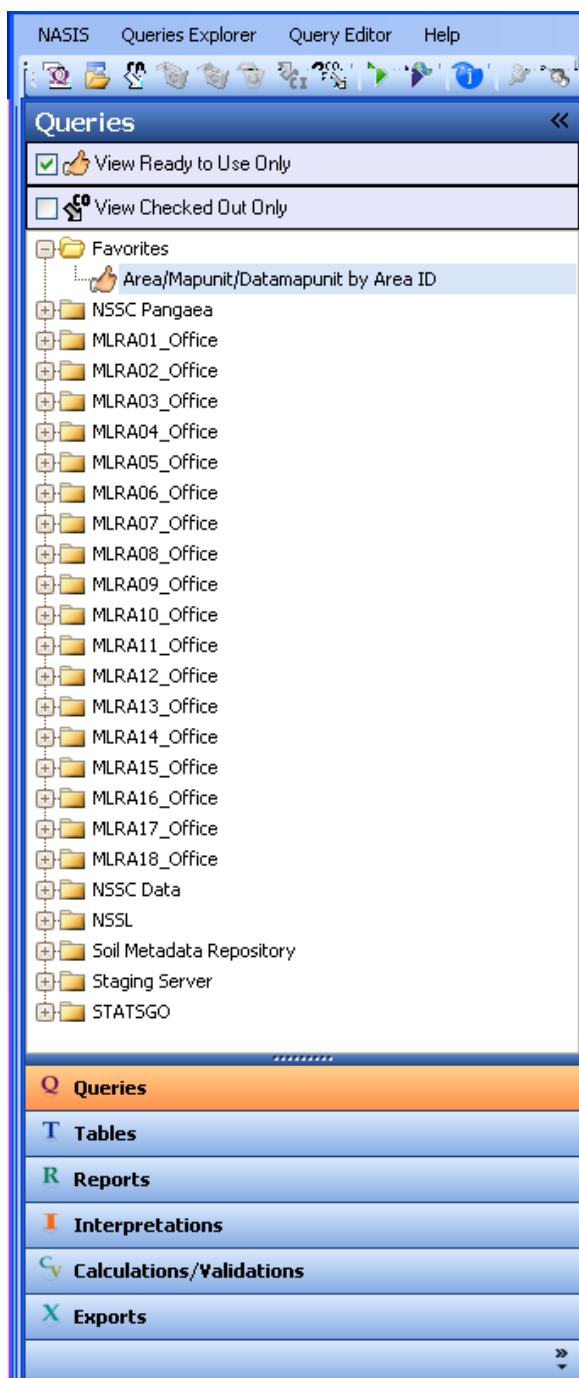 NASIS Queries Explorer Query Editor Help
Queries
View Ready to Use Only
View Checked Out Only
Favorites
Area/Mapunit/Datamapunit by Area ID
NSSC Pangaea
MLRA01_Office
MLRA02_Office
MLRA03_Office
MLRA04_Office
MLRA05_Office
MLRA06_Office
MLRA07_Office
MLRA08_Office
MLRA09_Office
MLRA10_Office
MLRA11_Office
MLRA12_Office
MLRA13_Office
MLRA14_Office
MLRA15_Office
MLRA16_Office
MLRA17_Office
MLRA18_Office
NSSC Data
NSSL
Soil Metadata Repository
Staging Server
STATSGO
Q Queries
T Tables
R Reports
I Interpretations
CV Calculations/Validations
X Exports